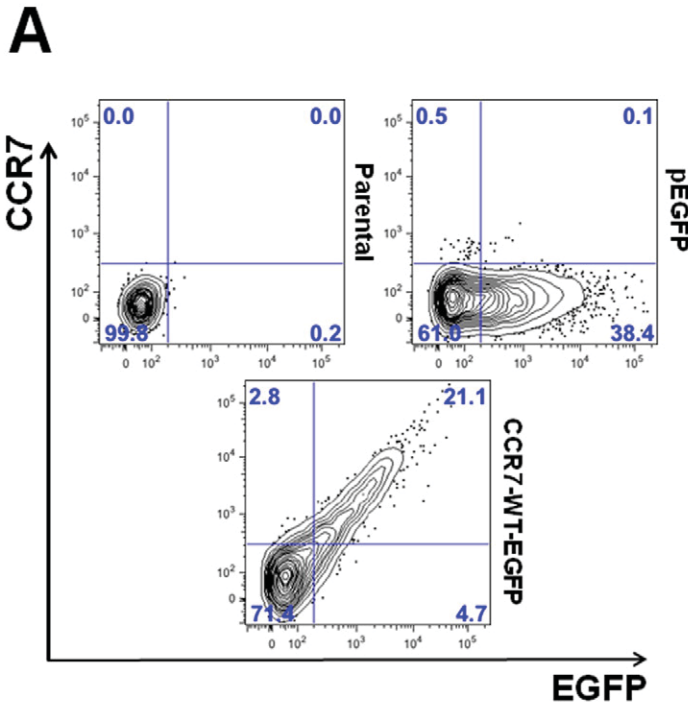 A
CCR7
0.0 0.0
10⁵
10⁴
10³
10²
0
99.8 0.2
0 10² 10³ 10⁴ 10⁵
Parental
0.5 0.1
10⁵
10⁴
10³
10²
0
61.0 38.4
0 10² 10³ 10⁴ 10⁵
pEGFP
2.8 21.1
10⁵
10⁴
10³
10²
0
71.4 4.7
0 10² 10³ 10⁴ 10⁵
CCR7-WT-EGFP
EGFP